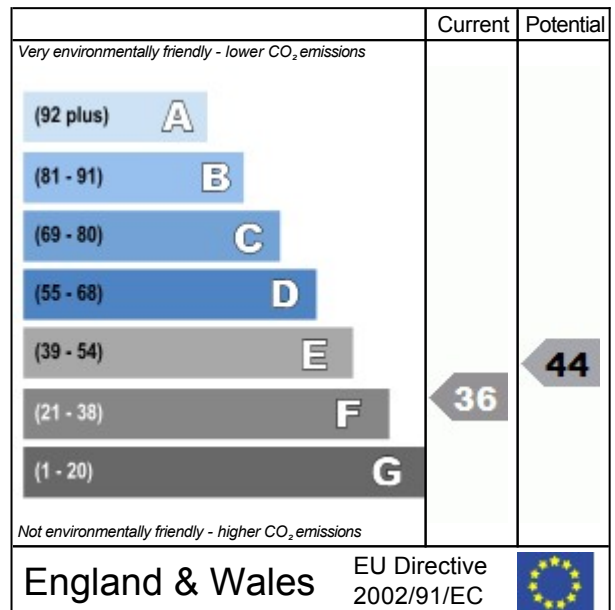 Current Potential
Very environmentally friendly - lower CO₂ emissions
(92 plus) A
(81 - 91) B
(69 - 80) C
(55 - 68) D
(39 - 54) E
44
(21 - 38) F
36
(1 - 20) G
Not environmentally friendly - higher CO₂ emissions
England & Wales
EU Directive
2002/91/EC